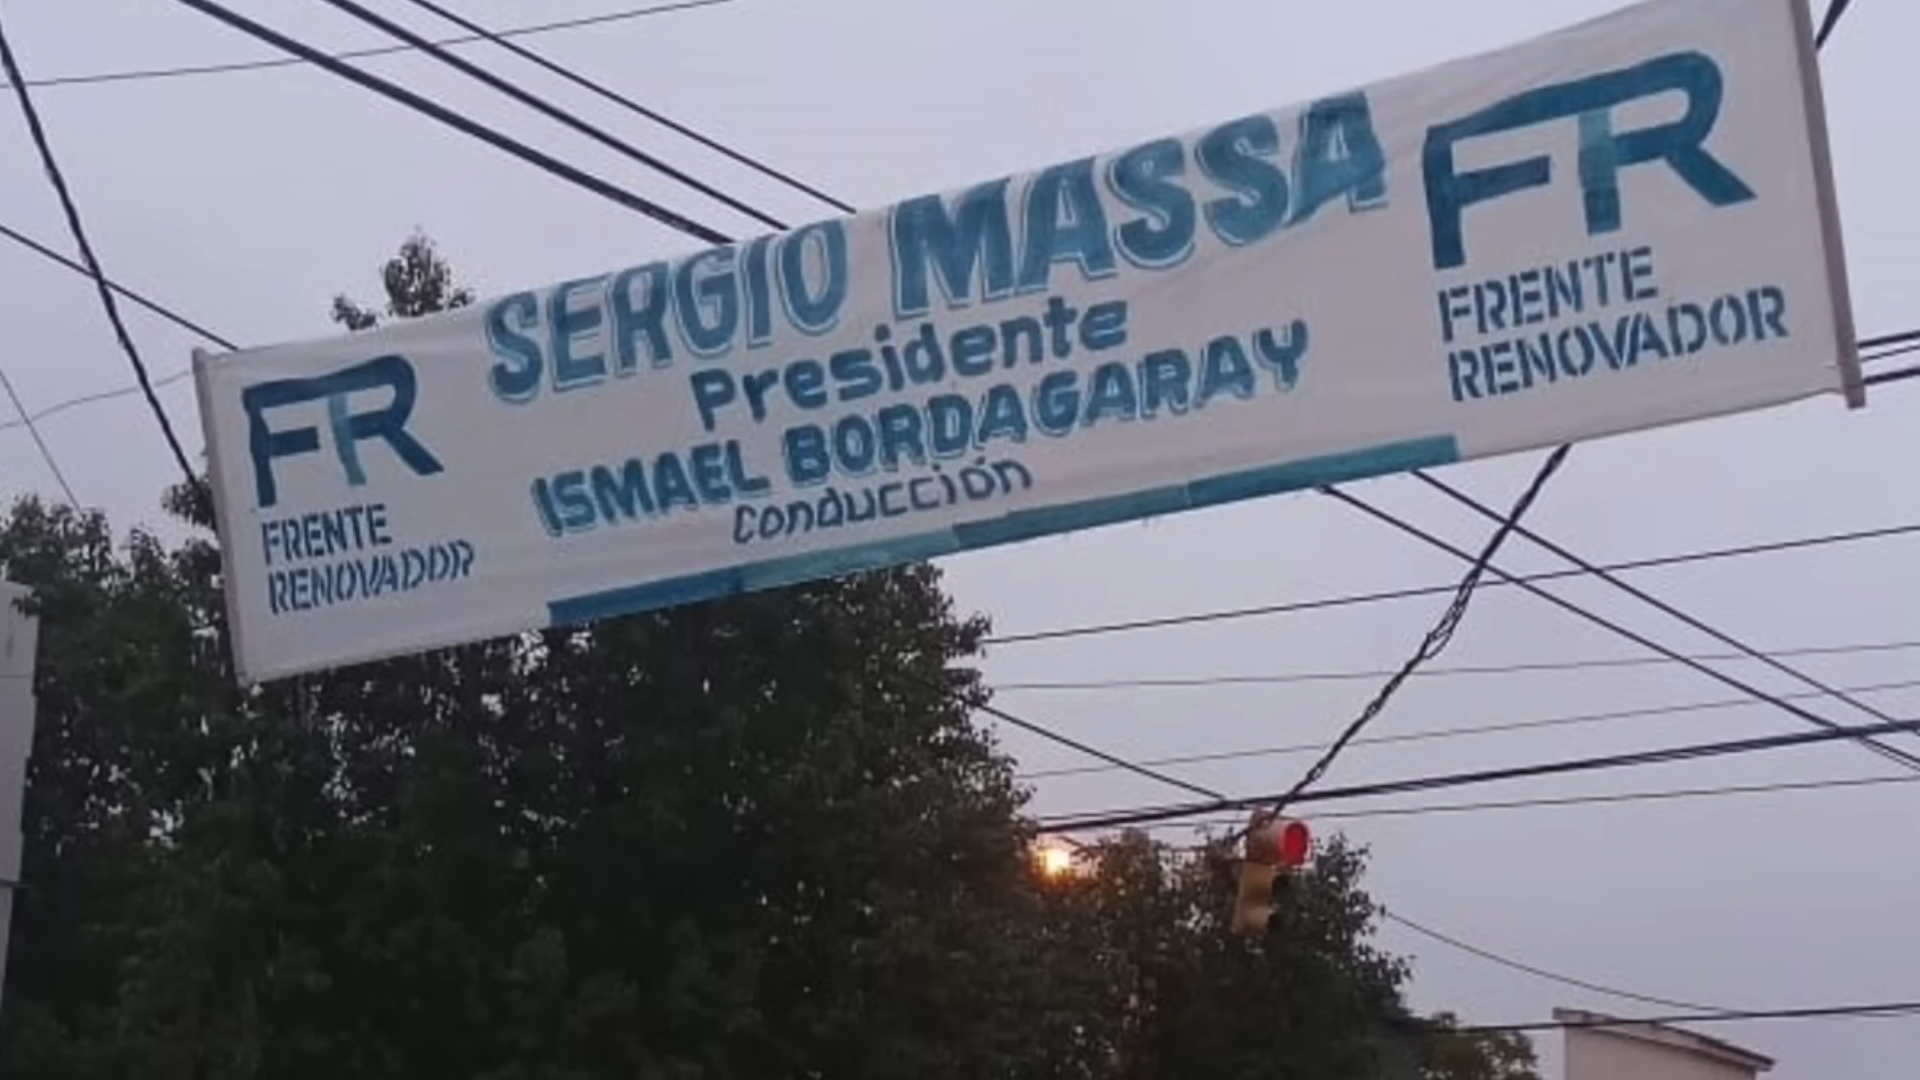 FR
FRENTE
RENOVADOR
SERGIO MASSA
Presidente
ISMAEL BORDAGARAY
Conducción
FR
FRENTE
RENOVADOR